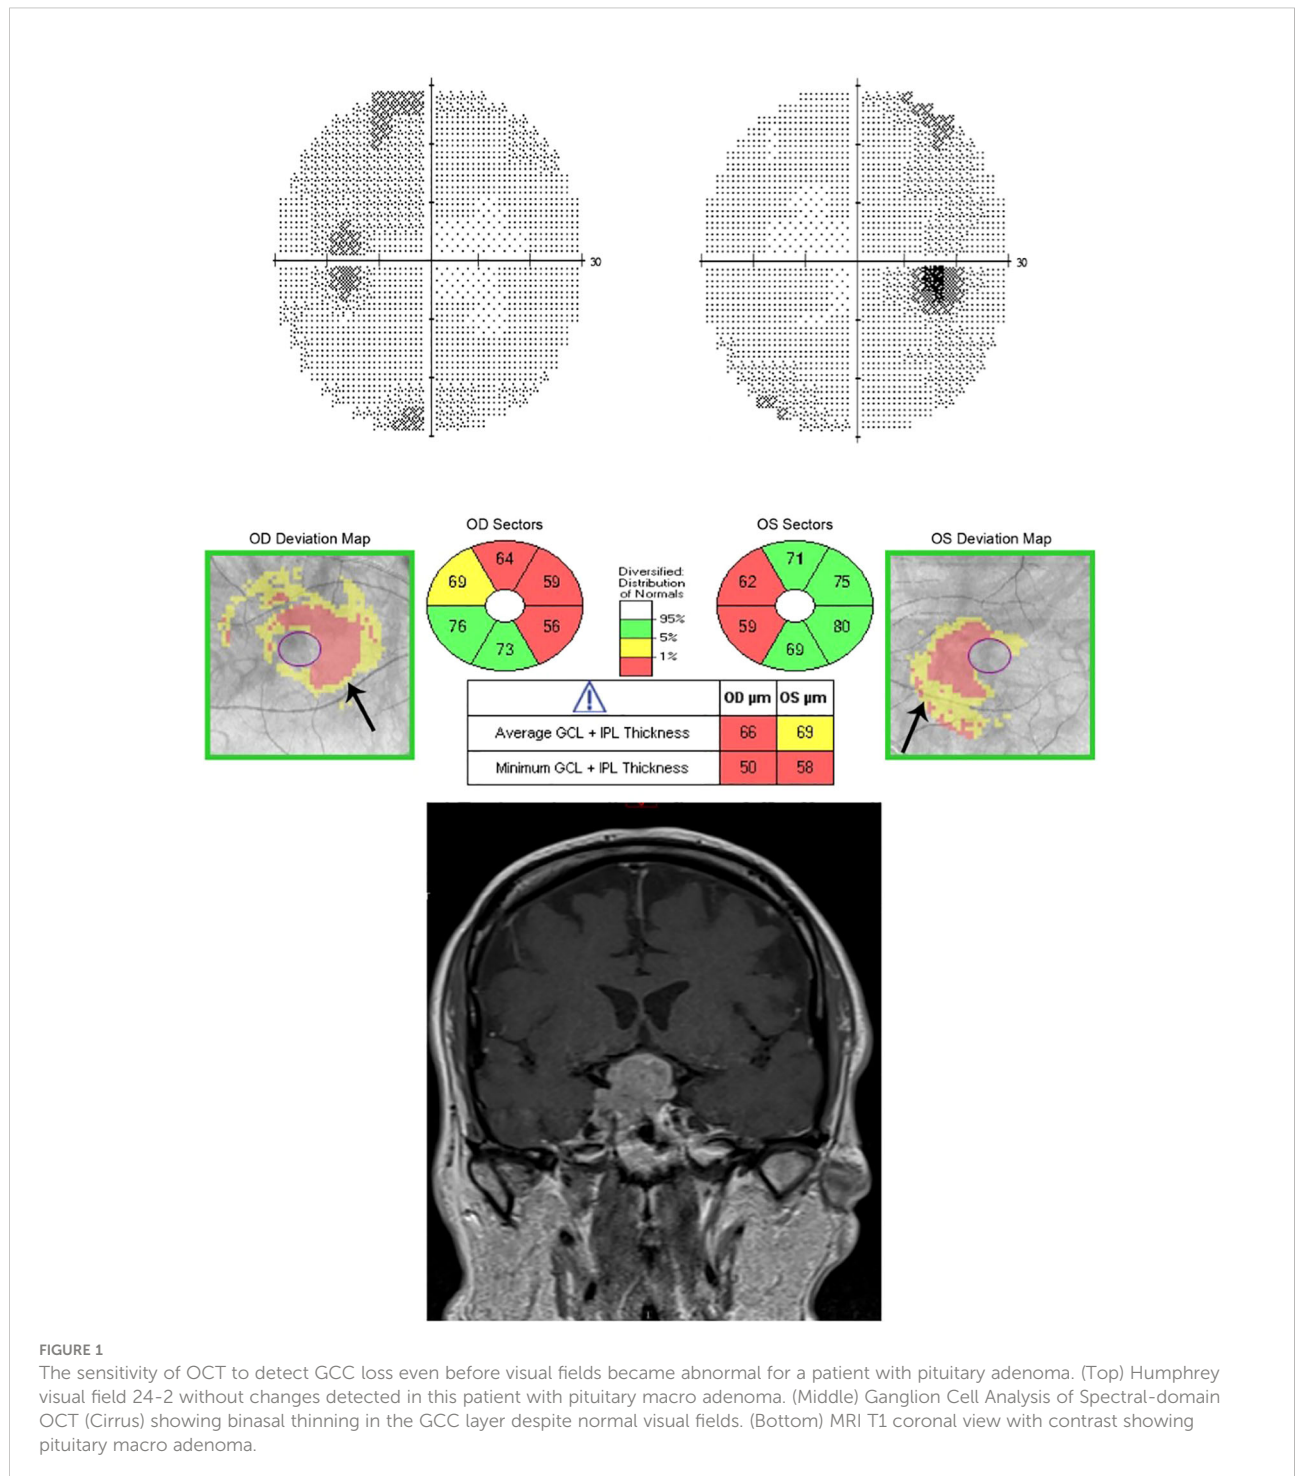 30
30
OD Deviation Map
OD Sectors
OS Sectors
OS Deviation Map
64
69
59
76
56
73
Diversified:
Distribution
of Normals
95%
5%
1%
71
62
75
59
80
69
OD µm OS µm
Average GCL + IPL Thickness 66 69
Minimum GCL + IPL Thickness 50 58
FIGURE 1
The sensitivity of OCT to detect GCC loss even before visual fields became abnormal for a patient with pituitary adenoma. (Top) Humphrey
visual field 24-2 without changes detected in this patient with pituitary macro adenoma. (Middle) Ganglion Cell Analysis of Spectral-domain
OCT (Cirrus) showing binasal thinning in the GCC layer despite normal visual fields. (Bottom) MRI T1 coronal view with contrast showing
pituitary macro adenoma.